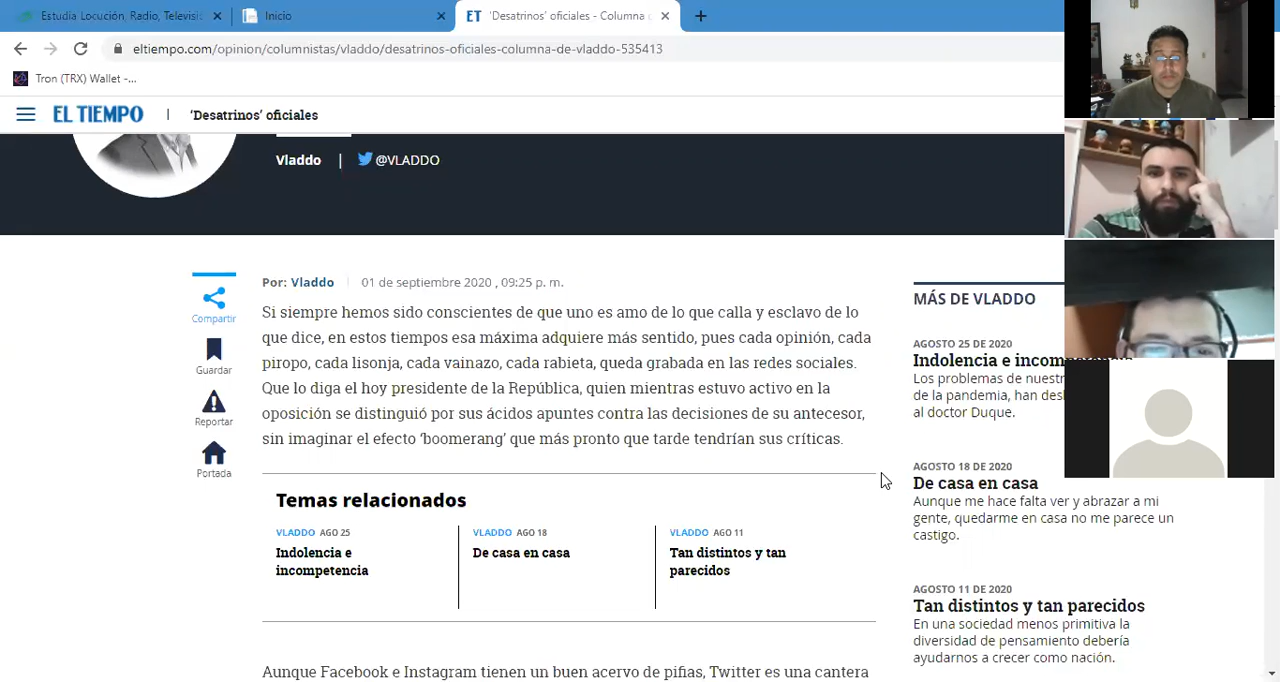 Estudia Locución, Radio, Televisi
Inicio
ET 'Desatrinos' oficiales - Columna
eltiempo.com/opinion/columnistas/vladdo/desatrinos-oficiales-columna-de-vladdo-535413
Tron (TRX) Wallet -...
EL TIEMPO | 'Desatrinos' oficiales
Vladdo | @VLADDO
Por: Vladdo 01 de septiembre 2020 , 09:25 p. m.
Si siempre hemos sido conscientes de que uno es amo de lo que calla y esclavo de lo
que dice, en estos tiempos esa máxima adquiere más sentido, pues cada opinión, cada
piropo, cada lisonja, cada vainazo, cada rabieta, queda grabada en las redes sociales.
Que lo diga el hoy presidente de la República, quien mientras estuvo activo en la
oposición se distinguió por sus ácidos apuntes contra las decisiones de su antecesor,
sin imaginar el efecto 'boomerang' que más pronto que tarde tendrían sus críticas.
Compartir
Guardar
Reportar
Portada
Temas relacionados
VLADDO AGO 25
Indolencia e
incompetencia
VLADDO AGO 18
De casa en casa
VLADDO AGO 11
Tan distintos y tan
parecidos
Aunque Facebook e Instagram tienen un buen acervo de pifias, Twitter es una cantera
MÁS DE VLADDO
AGOSTO 25 DE 2020
Indolencia e
Los problemas de
de la pandemia, han
al doctor Duque.
AGOSTO 18 DE 2020
De casa en casa
Aunque me hace falta ver y abrazar a mi
gente, quedarme en casa no me parece un
castigo.
AGOSTO 11 DE 2020
Tan distintos y tan parecidos
En una sociedad menos primitiva la
diversidad de pensamiento debería
ayudarnos a crecer como nación.